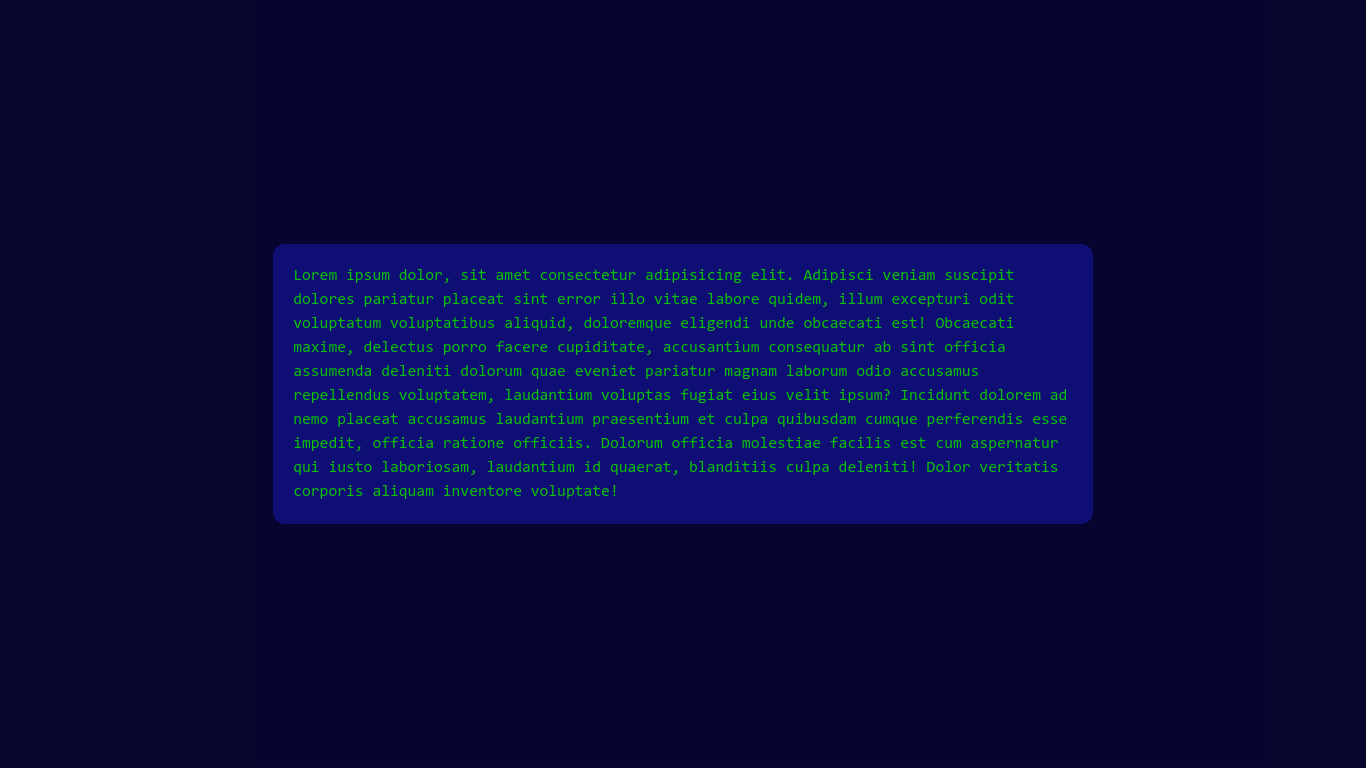 Lorem ipsum dolor, sit amet consectetur adipisicing elit. Adipisci veniam suscipit
dolores pariatur placeat sint error illo vitae labore quidem, illum excepturi odit
voluptatum voluptatibus aliquid, doloremque eligendi unde obcaecati est! Obcaecati
maxime, delectus porro facere cupiditate, accusantium consequatur ab sint officia
assumenda deleniti dolorum quae eveniet pariatur magnam laborum odio accusamus
repellendus voluptatem, laudantium voluptas fugiat eius velit ipsum? Incidunt dolorem ad
nemo placeat accusamus laudantium praesentium et culpa quibusdam cumque perferendis esse
impedit, officia ratione officiis. Dolorum officia molestiae facilis est cum aspernatur
qui iusto laboriosam, laudantium id quaerat, blanditiis culpa deleniti! Dolor veritatis
corporis aliquam inventore voluptate!